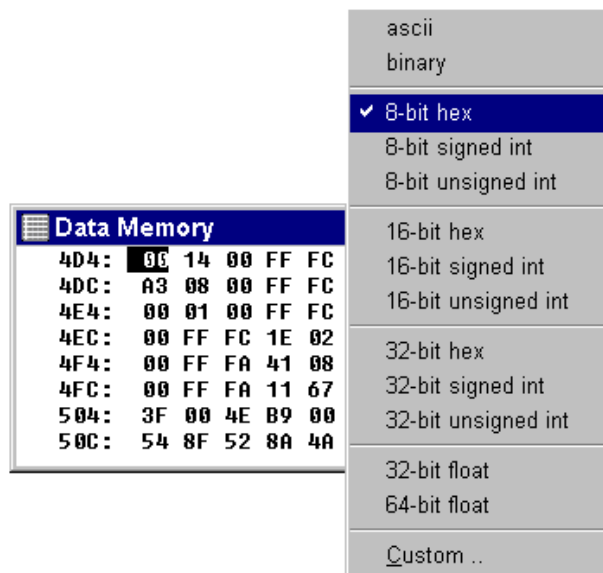 ascii
binary
8-bit hex
8-bit signed int
8-bit unsigned int
16-bit hex
16-bit signed int
16-bit unsigned int
32-bit hex
32-bit signed int
32-bit unsigned int
32-bit float
64-bit float
Custom ..
Data Memory
4D4: 00 14 00 FF FC
4DC: A3 08 00 FF FC
4E4: 00 01 00 FF FC
4EC: 00 FF FC 1E 02
4F4: 00 FF FA 41 08
4FC: 00 FF FA 11 67
504: 3F 00 4E B9 00
50C: 54 8F 52 8A 4A